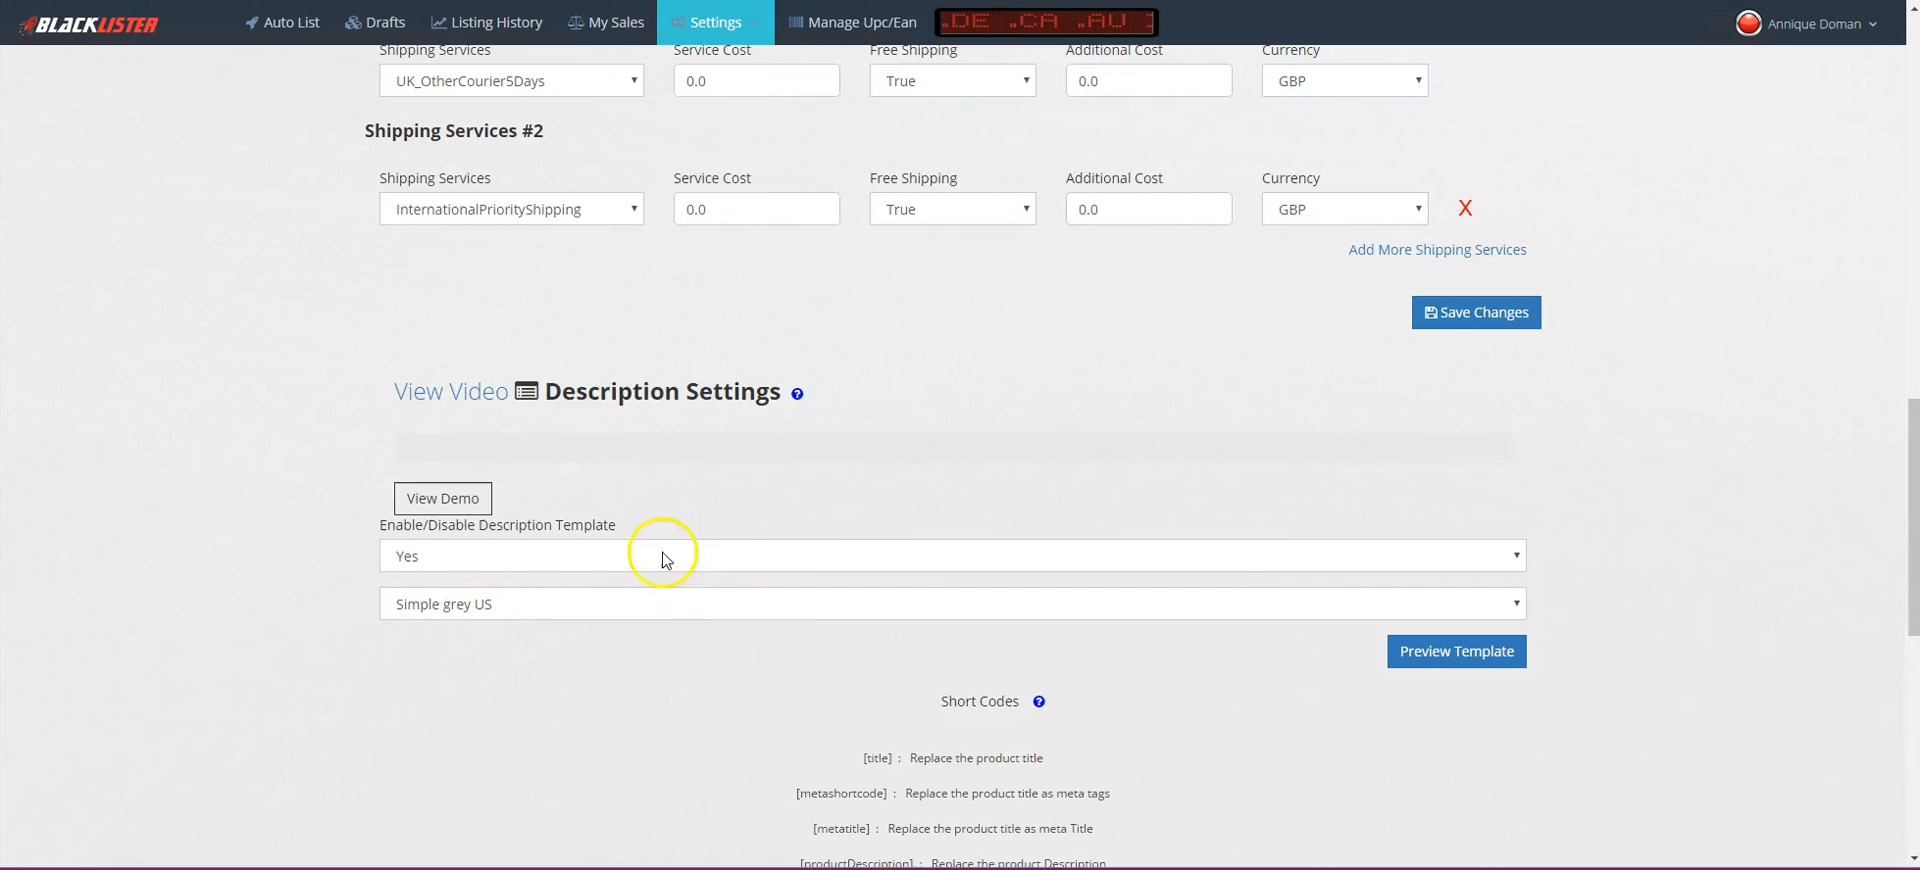 BLACKLISTER Auto List Drafts Listing History My Sales Settings Manage Upc/Ean .DE .CA .AU Annique Doman
Shipping Services Service Cost Free Shipping Additional Cost Currency
UK_OtherCourier5Days 0.0 True 0.0 GBP
Shipping Services #2
Shipping Services Service Cost Free Shipping Additional Cost Currency
InternationalPriorityShipping 0.0 True 0.0 GBP X
Add More Shipping Services
Save Changes
View Video Description Settings ?
View Demo
Enable/Disable Description Template
Yes
Simple grey US
Preview Template
Short Codes ?
[title] : Replace the product title
[metashortcode] : Replace the product title as meta tags
[metatitle] : Replace the product title as meta Title
[productDescription] : Replace the product Description